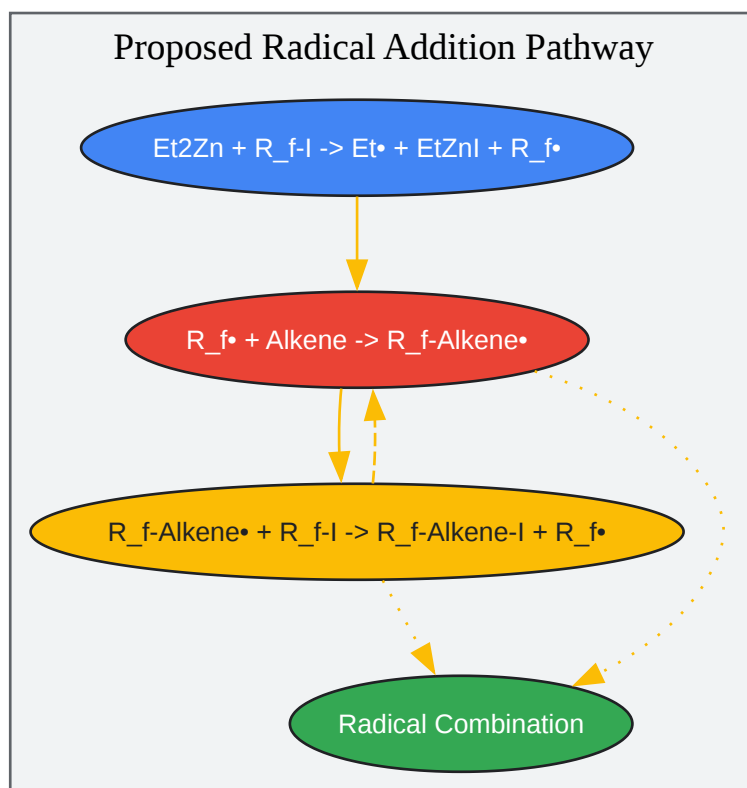 Proposed Radical Addition Pathway
Et2Zn + R_f-I -> Et• + EtZnI + R_f•
R_f• + Alkene -> R_f-Alkene•
R_f-Alkene• + R_f-I -> R_f-Alkene-I + R_f•
Radical Combination